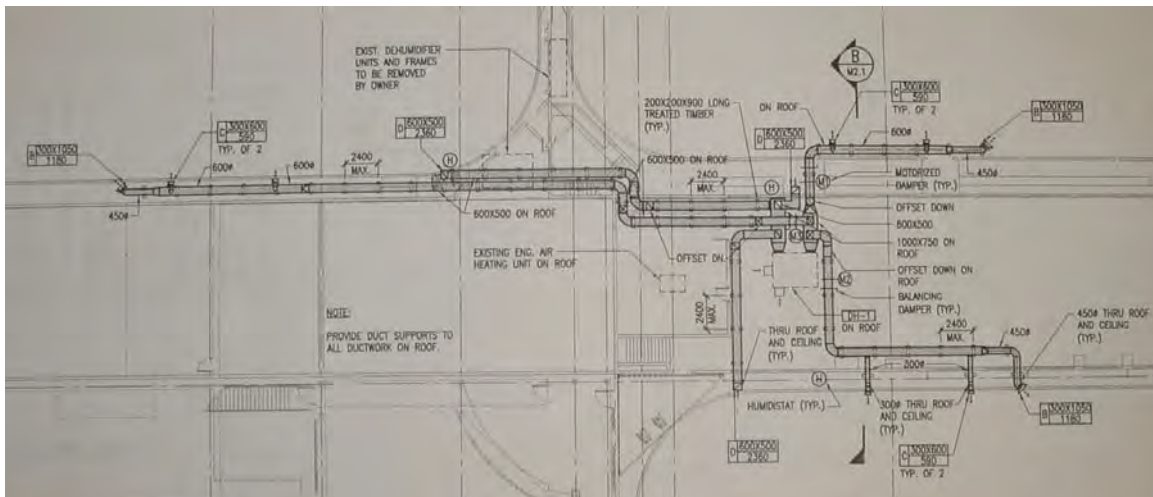 EXIST. DEHUMIDIFIER
UNITS AND FRAMES
TO BE REMOVED
BY OWNER
B
M2.1
C 300X600
590
TYP. OF 2
ON ROOF
B 300X1050
1180
200X200X900 LONG
TREATED TIMBER
(TYP.)
D 600X500
2360
C 300X600
590
TYP. OF 2
D 600X500
2360
B 300X1050
1180
600ø
600ø
600ø
2400
MAX.
H
600X500 ON ROOF
2400
MAX.
H
M1
450ø
MOTORIZED
DAMPER (TYP.)
450ø
600X500 ON ROOF
OFFSET DOWN
800X500
M3
1000X750 ON
ROOF
EXISTING ENG. AIR
HEATING UNIT ON ROOF
OFFSET DN.
OFFSET DOWN ON
ROOF
M2
BALANCING
DAMPER (TYP.)
2400
MAX.
DH-1
ON ROOF
NOTE:
PROVIDE DUCT SUPPORTS TO
ALL DUCTWORK ON ROOF.
THRU ROOF
AND CEILING
(TYP.)
2400
MAX.
450ø
450ø THRU ROOF
AND CEILING
(TYP.)
300ø
H
HUMIDISTAT (TYP.)
300ø THRU ROOF
AND CEILING
(TYP.)
B 300X1050
1180
D 600X500
2360
C 300X600
590
TYP. OF 2